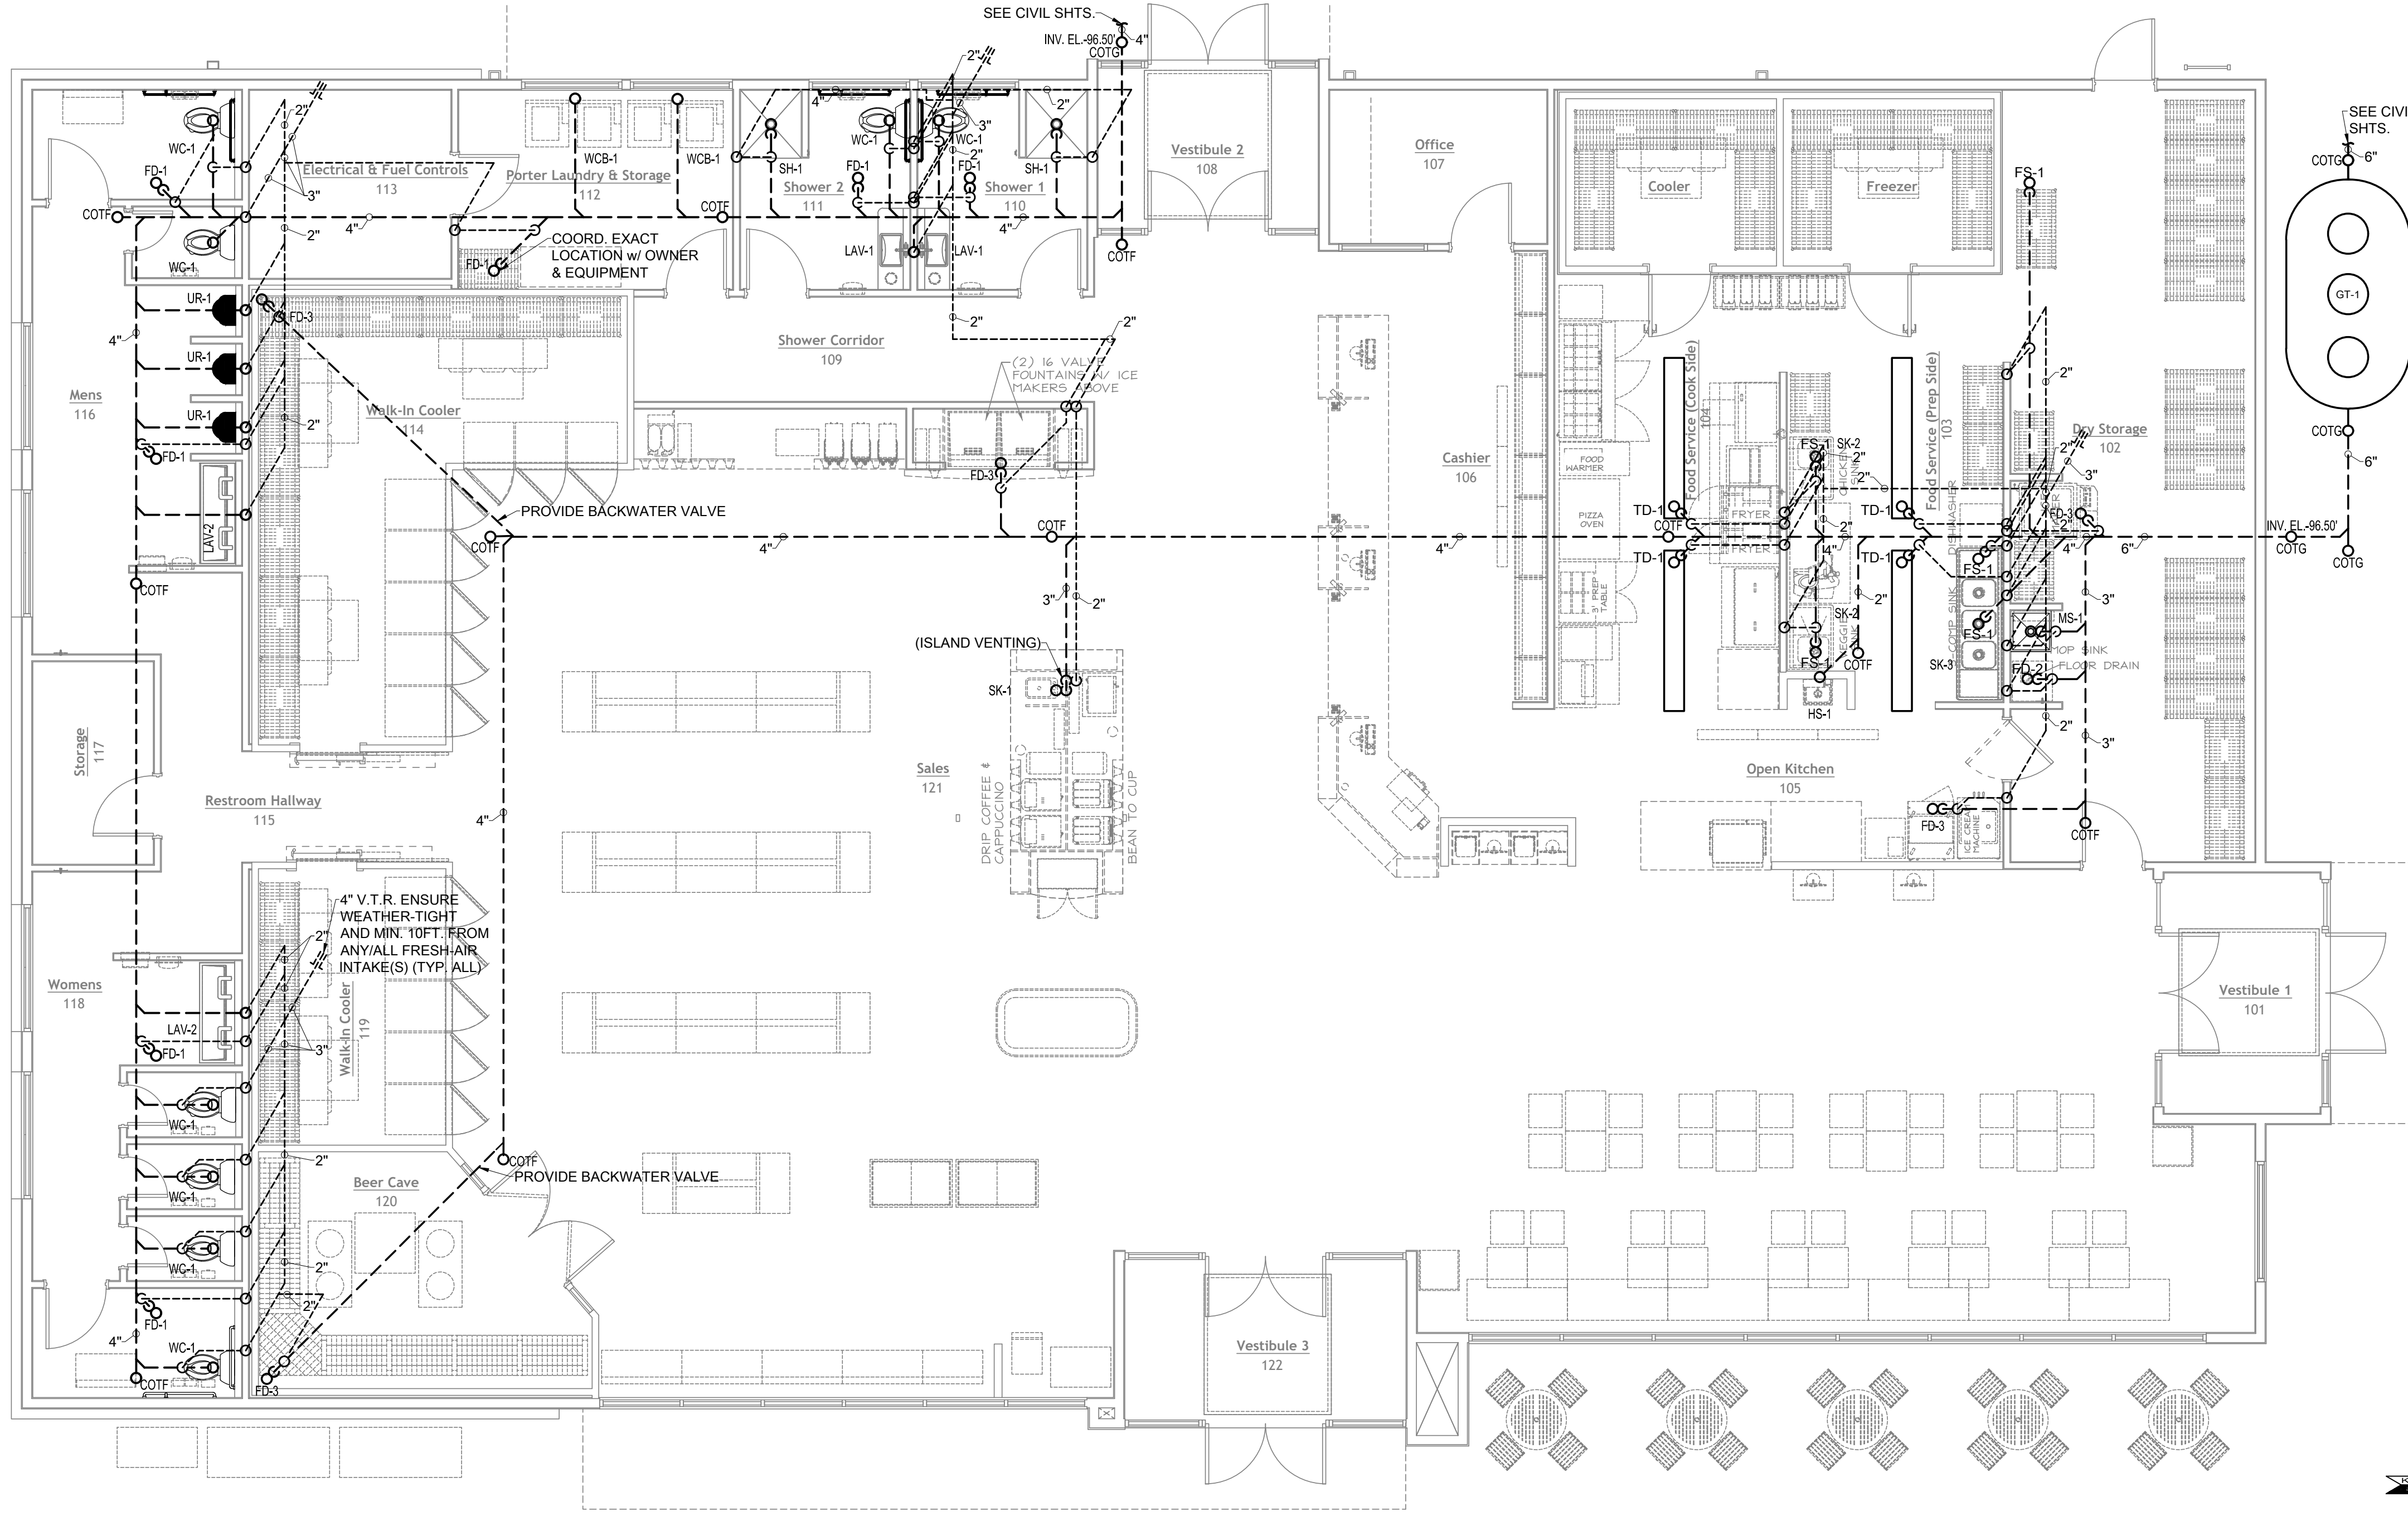 SEE CIVIL SHTS.
4"
INV. EL.-96.50'
COTG
2"
3"
4"
2"
2"
3"
2"
WC-1
WC-1
WC-1
WCB-1
WCB-1
SH-1
SH-1
FD-1
FD-1
FD-1
Electrical & Fuel Controls
113
3"
Porter Laundry & Storage
112
Shower 2
111
Shower 1
110
Vestibule 2
108
Office
107
Cooler
Freezer
FS-1
SEE CIVI
SHTS.
COTG
6"
GT-1
COTG
6"
COTF
COTF
4"
4"
2"
WC-1
FD-1
COORD. EXACT
LOCATION w/ OWNER
& EQUIPMENT
LAV-1
LAV-1
COTF
UR-1
FD-3
4"
UR-1
Mens
116
UR-1
2"
FD-1
LAV-2
COTF
Walk-In Cooler
114
PROVIDE BACKWATER VALVE
COTF
Shower Corridor
109
2"
2"
(2) 16 VALVE
FOUNTAINS W/ ICE
MAKERS ABOVE
FD-3
4"
COTF
3"
2"
(ISLAND VENTING)
SK-1
Cashier
106
4"
FOOD
WARMER
PIZZA
OVEN
3' PREP
TABLE
Food Service (Cook Side)
104
FRYER
FRYER
TD-1
COTF
TD-1
FS-1
SK-2
2"
2"
2"
4"
2"
SK-2
FS-1
COTF
HS-1
Food Service (Prep Side)
103
TD-1
TD-1
DISHWASHER
COMP SINK
FS-1
FS-1
SK-3
Dry Storage
102
2"
2"
3"
FD-3
2"
4"
6"
INV. EL.-96.50'
COTG
COTG
3"
MS-1
MOP SINK
FD-2
FLOOR DRAIN
2"
3"
Open Kitchen
105
FD-3
ICE CREAM
MACHINE
COTF
Storage
117
Restroom Hallway
115
4"
Sales
121
DRIP COFFEE &
CAPPUCCINO
BEAN TO CUP
4" V.T.R. ENSURE
WEATHER-TIGHT
AND MIN. 10FT. FROM
ANY/ALL FRESH-AIR
INTAKE(S) (TYP. ALL)
2"
3"
Walk-In Cooler
119
Womens
118
LAV-2
FD-1
WC-1
WC-1
WC-1
2"
2"
2"
FD-1
4"
WC-1
COTF
FD-3
Beer Cave
120
COTF
PROVIDE BACKWATER VALVE
Vestibule 1
101
Vestibule 3
122